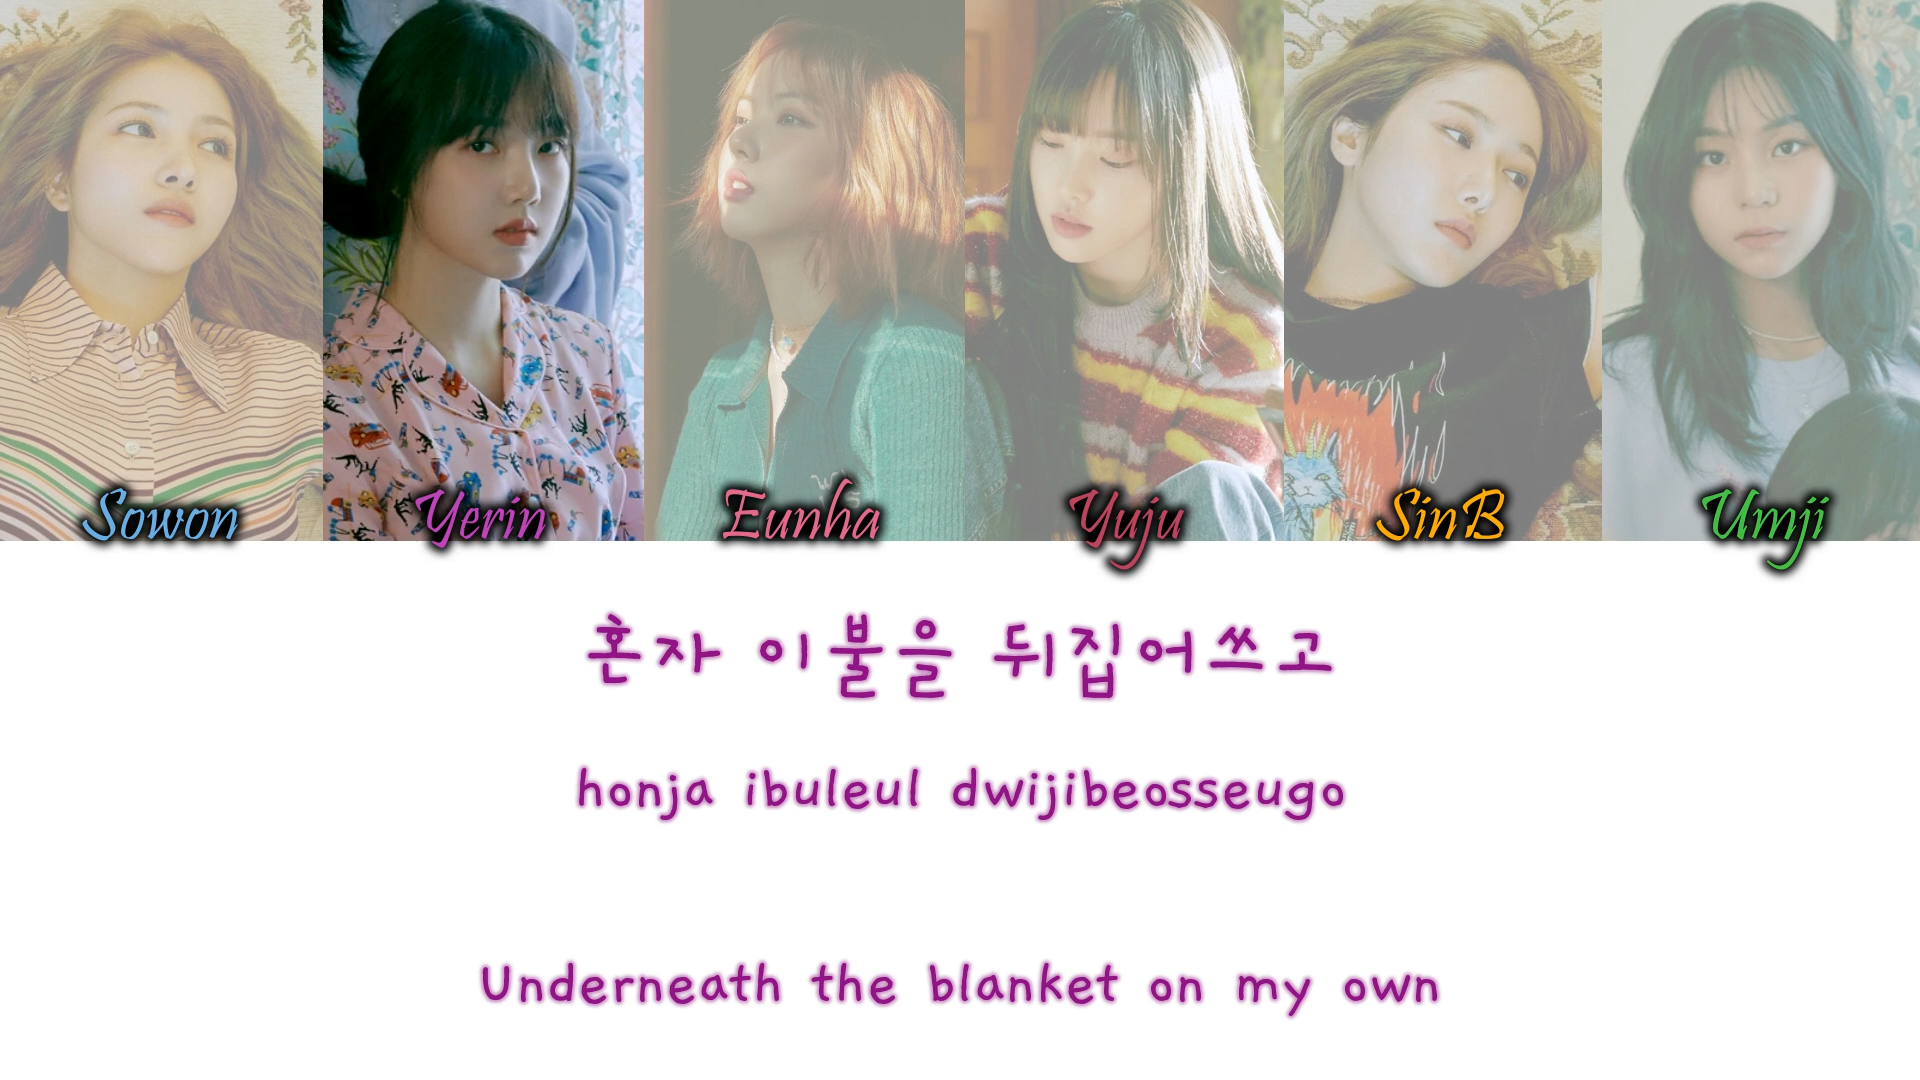 Sowon Yerin Eunha Yuju SinB Umji
혼자 이불을 뒤집어쓰고
honja ibuleul dwijibeosseugo
Underneath the blanket on my own